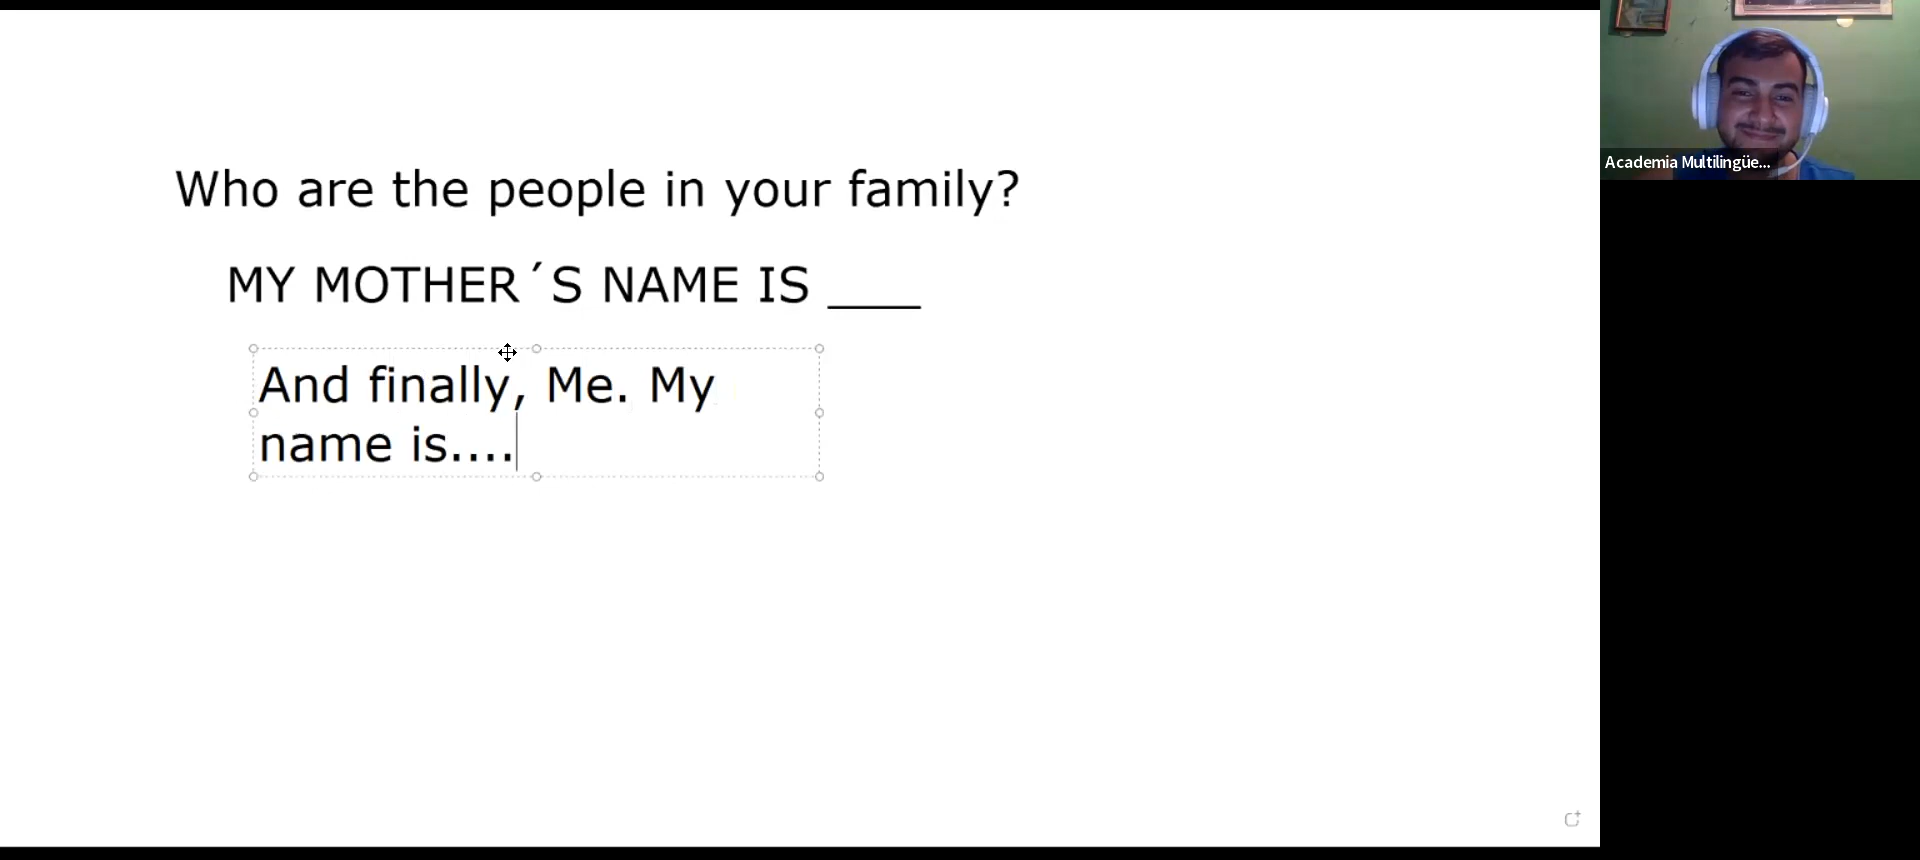 Who are the people in your family?
MY MOTHER´S NAME IS ____
And finally, Me. My
name is....
Academia Multilingüe...